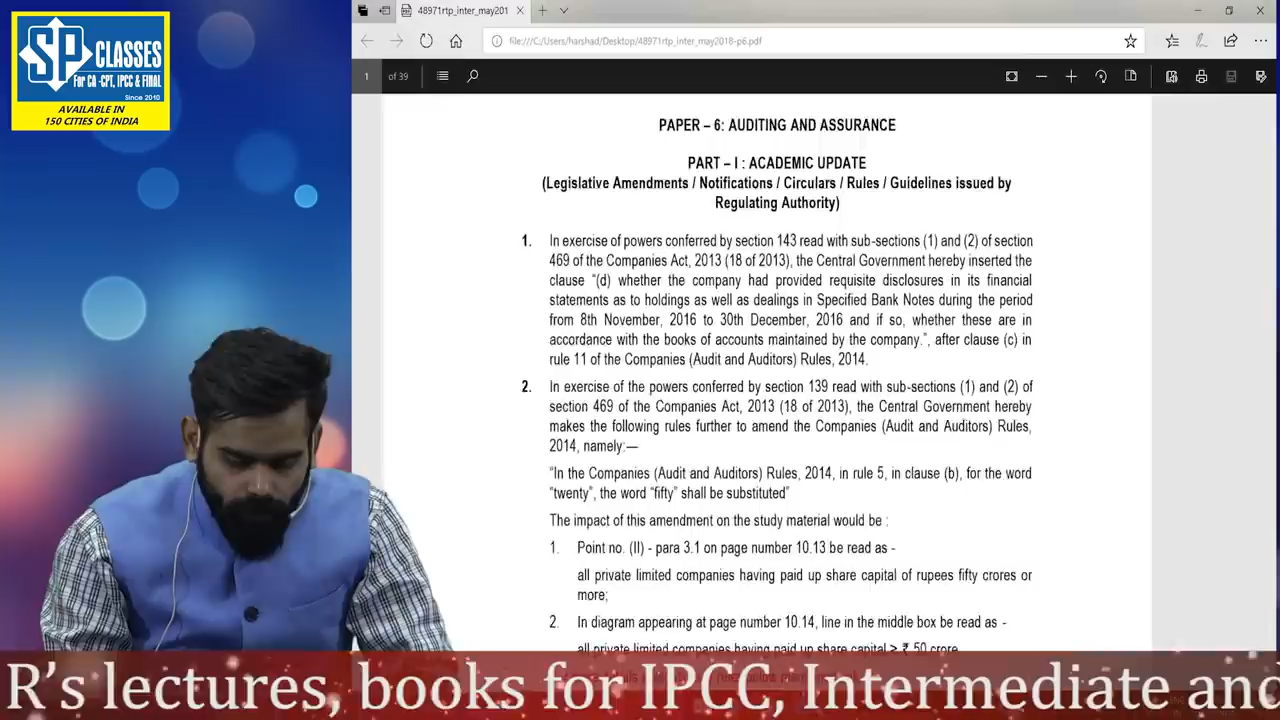 SP CLASSES
For CA -CPT, IPCC & FINAL
Since 2010
AVAILABLE IN
150 CITIES OF INDIA
48971rtp_inter_may201
file:///C:/Users/harshad/Desktop/48971rtp_inter_may2018-p6.pdf
1 of 39
PAPER – 6: AUDITING AND ASSURANCE
PART – I : ACADEMIC UPDATE
(Legislative Amendments / Notifications / Circulars / Rules / Guidelines issued by
Regulating Authority)
1. In exercise of powers conferred by section 143 read with sub-sections (1) and (2) of section
469 of the Companies Act, 2013 (18 of 2013), the Central Government hereby inserted the
clause “(d) whether the company had provided requisite disclosures in its financial
statements as to holdings as well as dealings in Specified Bank Notes during the period
from 8th November, 2016 to 30th December, 2016 and if so, whether these are in
accordance with the books of accounts maintained by the company.”, after clause (c) in
rule 11 of the Companies (Audit and Auditors) Rules, 2014.
2. In exercise of the powers conferred by section 139 read with sub-sections (1) and (2) of
section 469 of the Companies Act, 2013 (18 of 2013), the Central Government hereby
makes the following rules further to amend the Companies (Audit and Auditors) Rules,
2014, namely:—
“In the Companies (Audit and Auditors) Rules, 2014, in rule 5, in clause (b), for the word
“twenty”, the word “fifty” shall be substituted”
The impact of this amendment on the study material would be :
1. Point no. (II) - para 3.1 on page number 10.13 be read as -
all private limited companies having paid up share capital of rupees fifty crores or
more;
2. In diagram appearing at page number 10.14, line in the middle box be read as -
all private limited companies having paid up share capital > ₹ 50 crore
R’s lectures, books for IPCC, Intermediate and